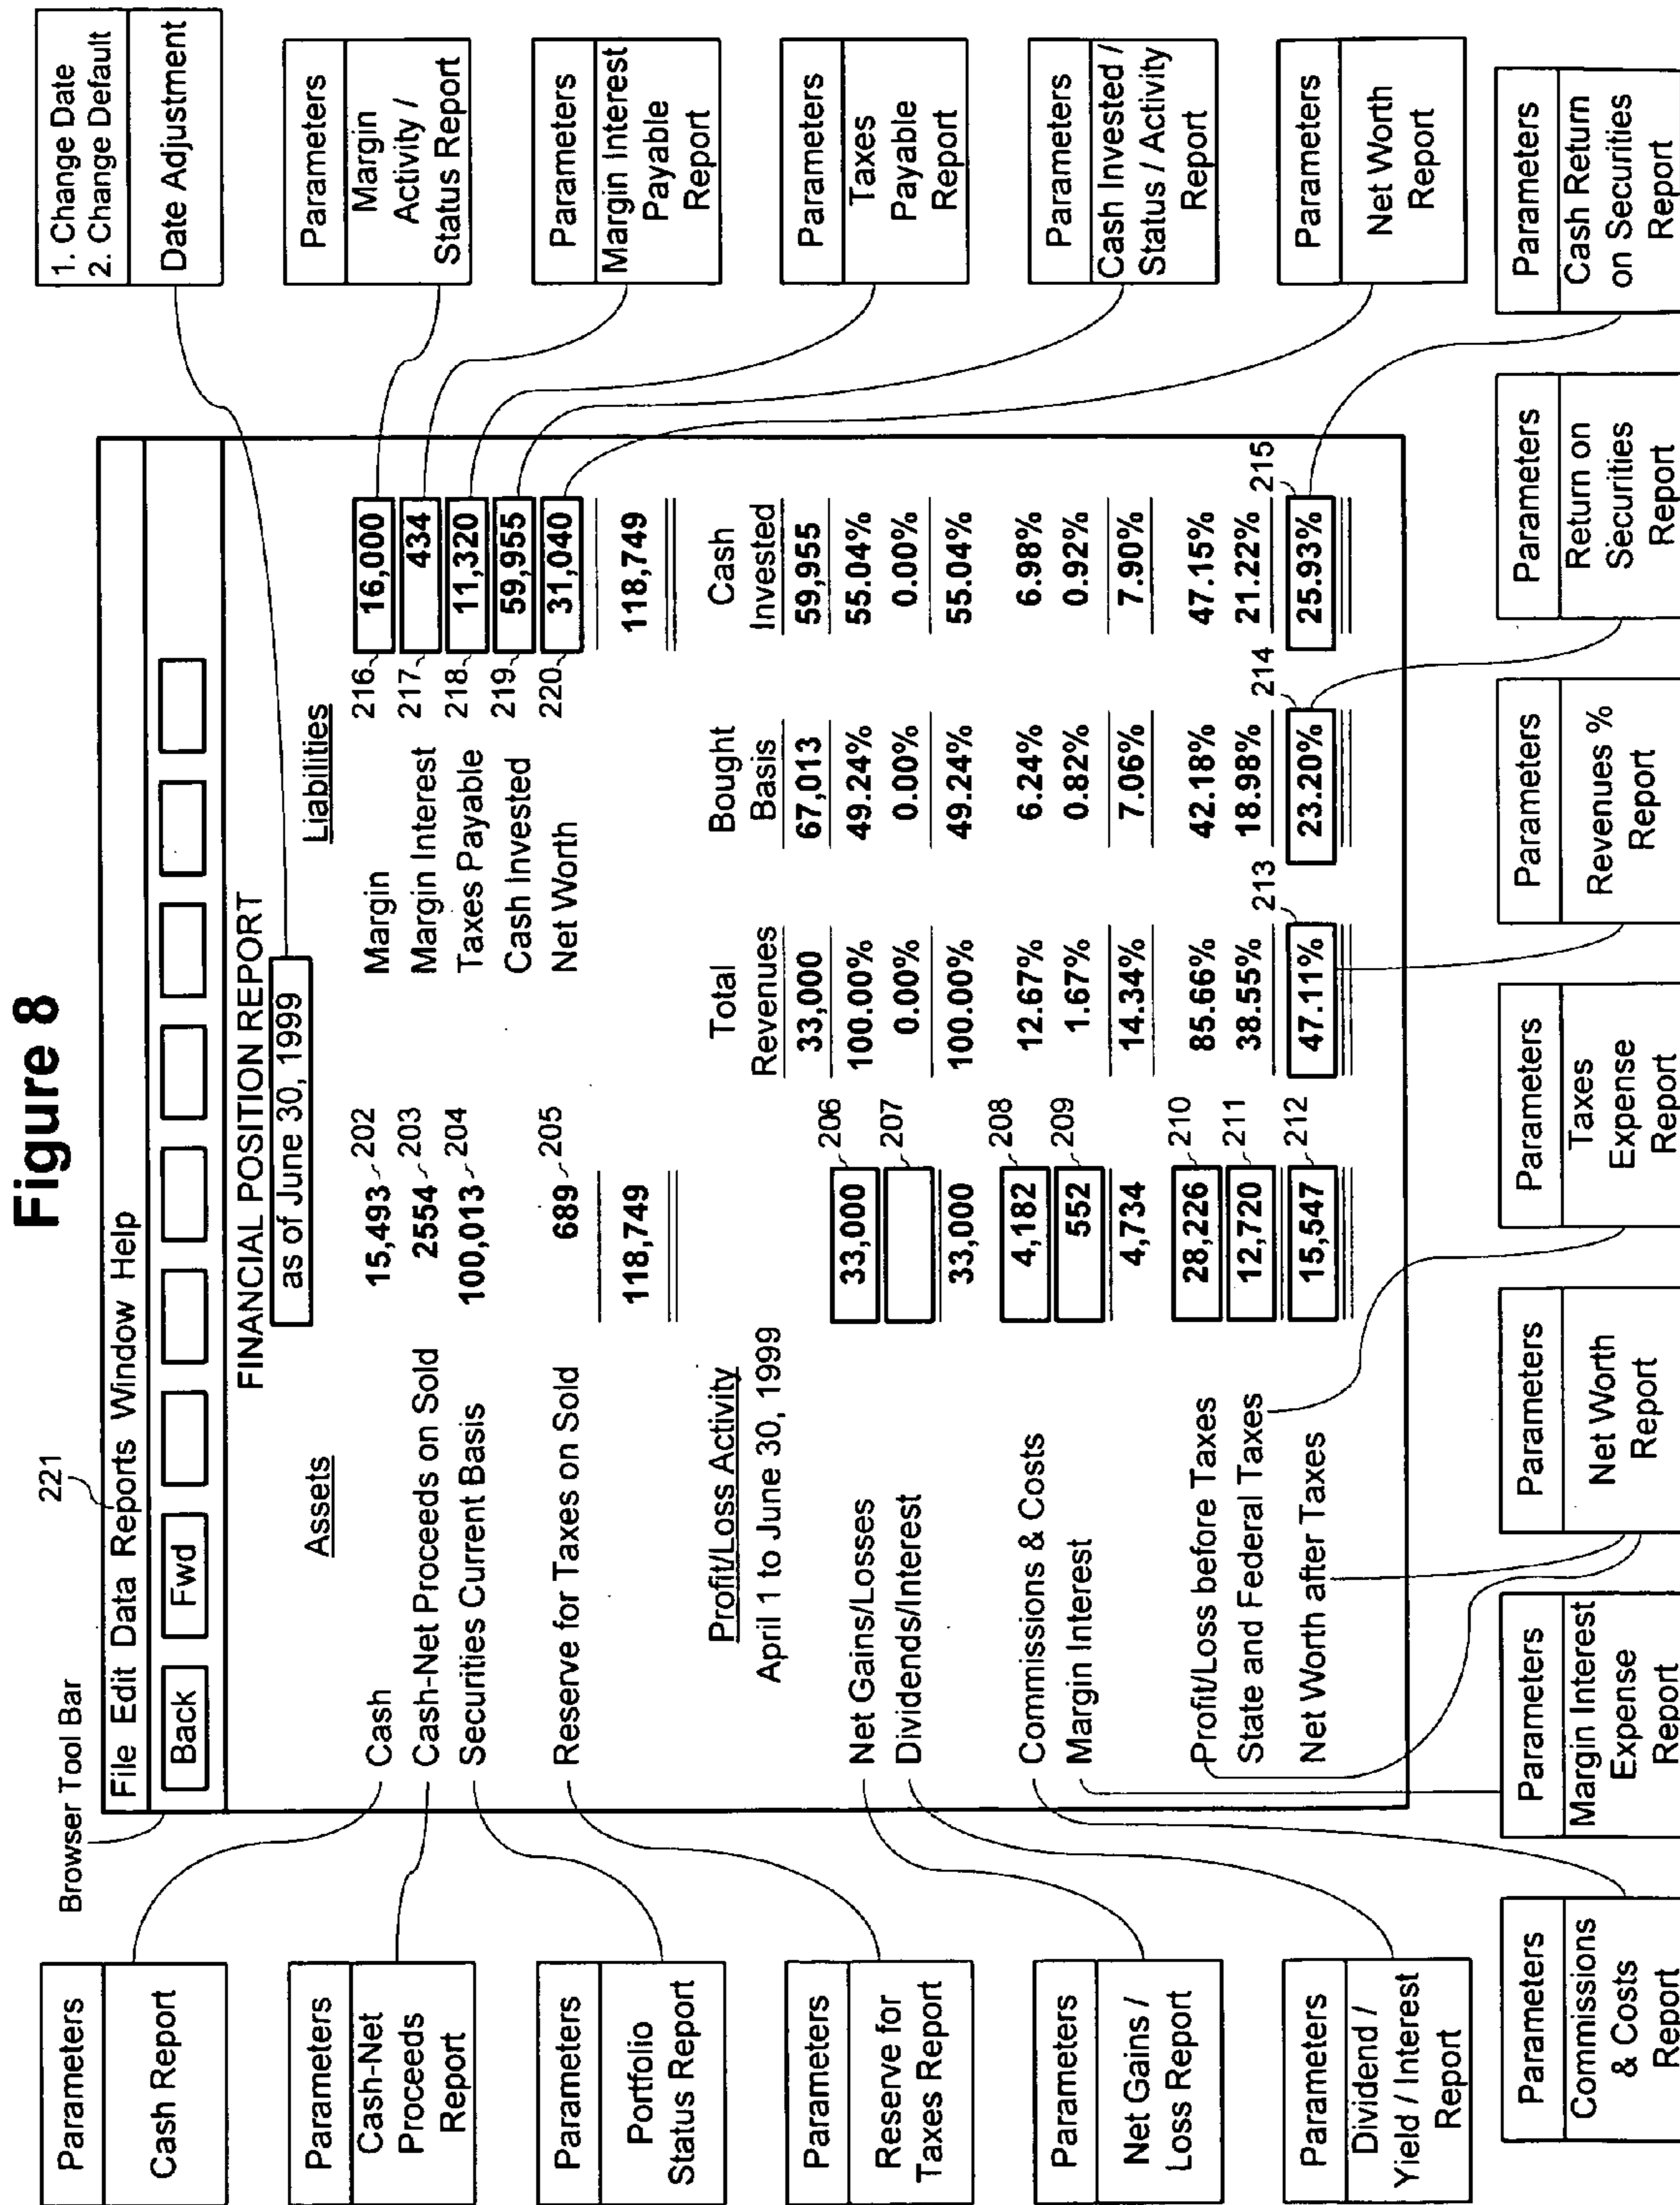 Figure 8
Browser Tool Bar
221
File Edit Data Reports Window Help
Back Fwd
FINANCIAL POSITION REPORT
as of June 30, 1999
Assets
Liabilities
Cash 15,493 202
Cash-Net Proceeds on Sold 2554 203
Securities Current Basis 100,013 204
Reserve for Taxes on Sold 689 205
118,749
Margin 216 16,000
Margin Interest 217 434
Taxes Payable 218 11,320
Cash Invested 219 59,955
Net Worth 220 31,040
118,749
Profit/Loss Activity
April 1 to June 30, 1999
Total Revenues
Bought Basis
Cash Invested
33,000 67,013 59,955
Net Gains/Losses 33,000 206 100.00% 49.24% 55.04%
Dividends/Interest 207 0.00% 0.00% 0.00%
33,000 100.00% 49.24% 55.04%
Commissions & Costs 4,182 208 12.67% 6.24% 6.98%
Margin Interest 552 209 1.67% 0.82% 0.92%
4,734 14.34% 7.06% 7.90%
Profit/Loss before Taxes 28,226 210 85.66% 42.18% 47.15%
State and Federal Taxes 12,720 211 38.55% 18.98% 21.22%
213 214 215
Net Worth after Taxes 15,547 212 47.11% 23.20% 25.93%
Parameters
Cash Report
Parameters
Cash-Net
Proceeds
Report
Parameters
Portfolio
Status Report
Parameters
Reserve for
Taxes Report
Parameters
Net Gains /
Loss Report
Parameters
Dividend /
Yield / Interest
Report
Parameters
Commissions
& Costs
Report
Parameters
Margin Interest
Expense
Report
Parameters
Net Worth
Report
Parameters
Taxes
Expense
Report
Parameters
Revenues %
Report
Parameters
Return on
Securities
Report
Parameters
Cash Return
on Securities
Report
1. Change Date
2. Change Default
Date Adjustment
Parameters
Margin
Activity /
Status Report
Parameters
Margin Interest
Payable
Report
Parameters
Taxes
Payable
Report
Parameters
Cash Invested /
Status / Activity
Report
Parameters
Net Worth
Report